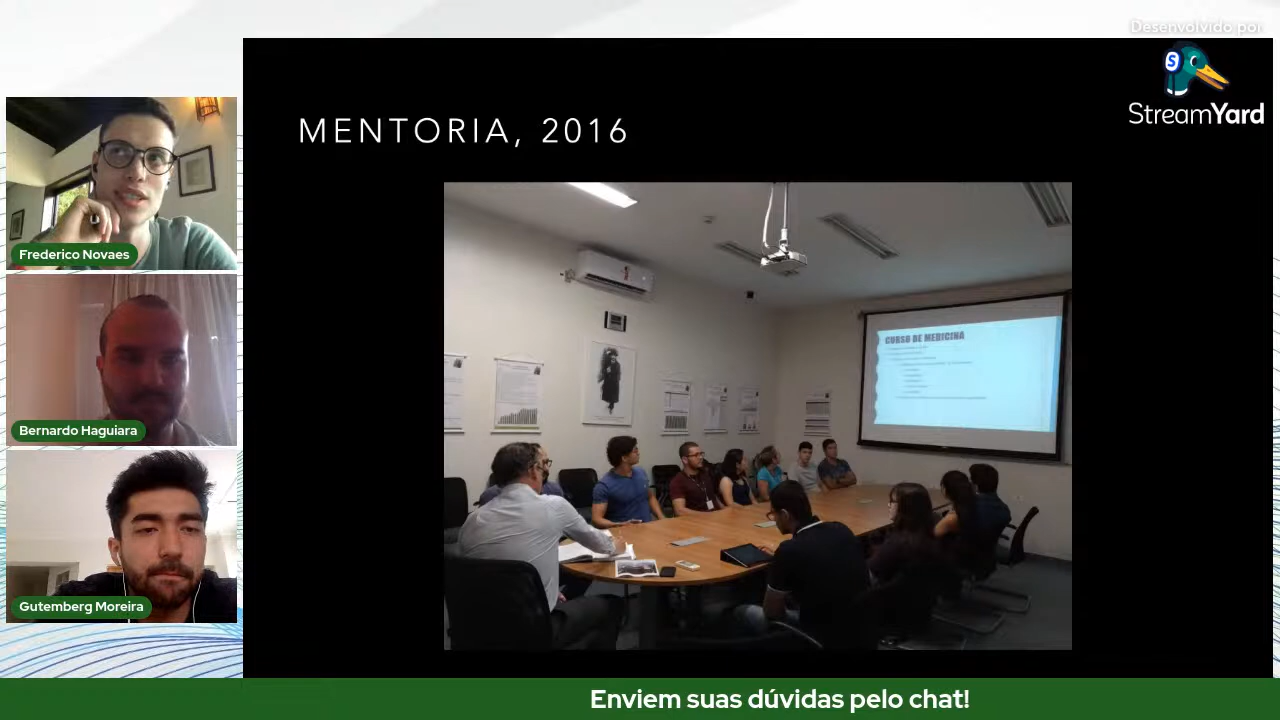 Desenvolvido por
S
StreamYard
MENTORIA, 2016
CURSO DE MEDICINA
Frederico Novaes
Bernardo Haguiara
Gutemberg Moreira
Enviem suas dúvidas pelo chat!